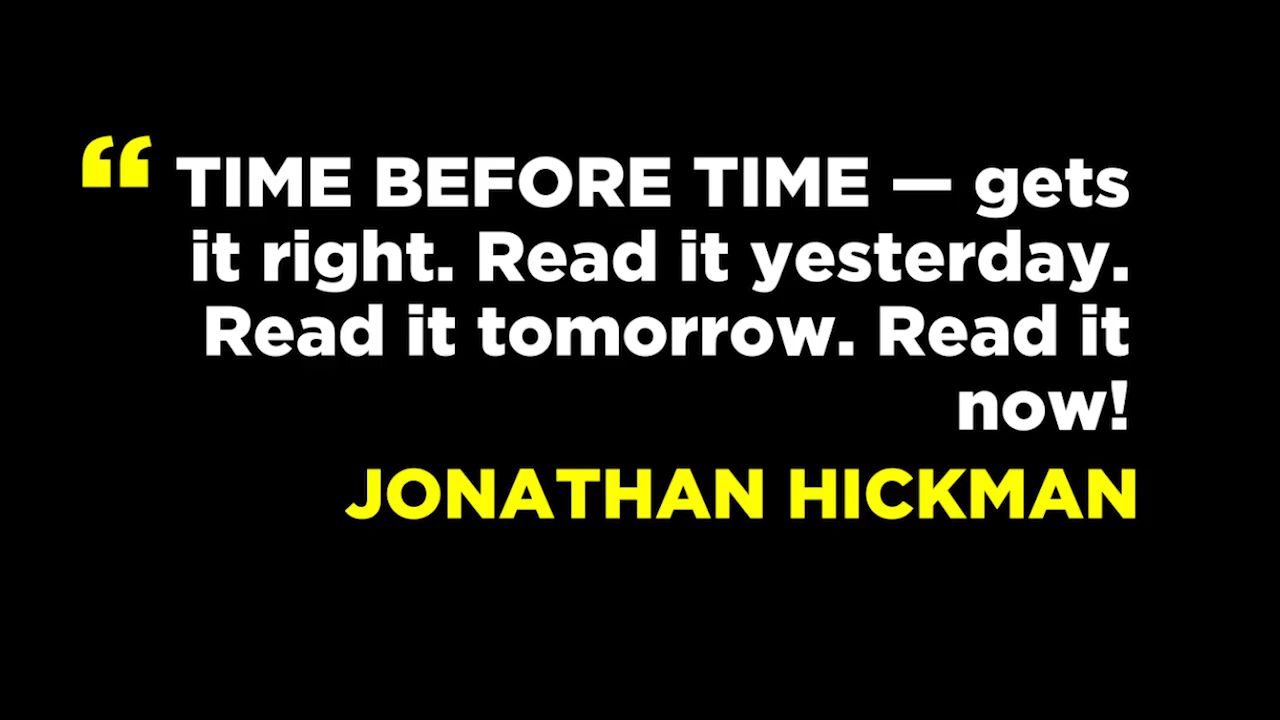 “ TIME BEFORE TIME — gets
it right. Read it yesterday.
Read it tomorrow. Read it
now!
JONATHAN HICKMAN